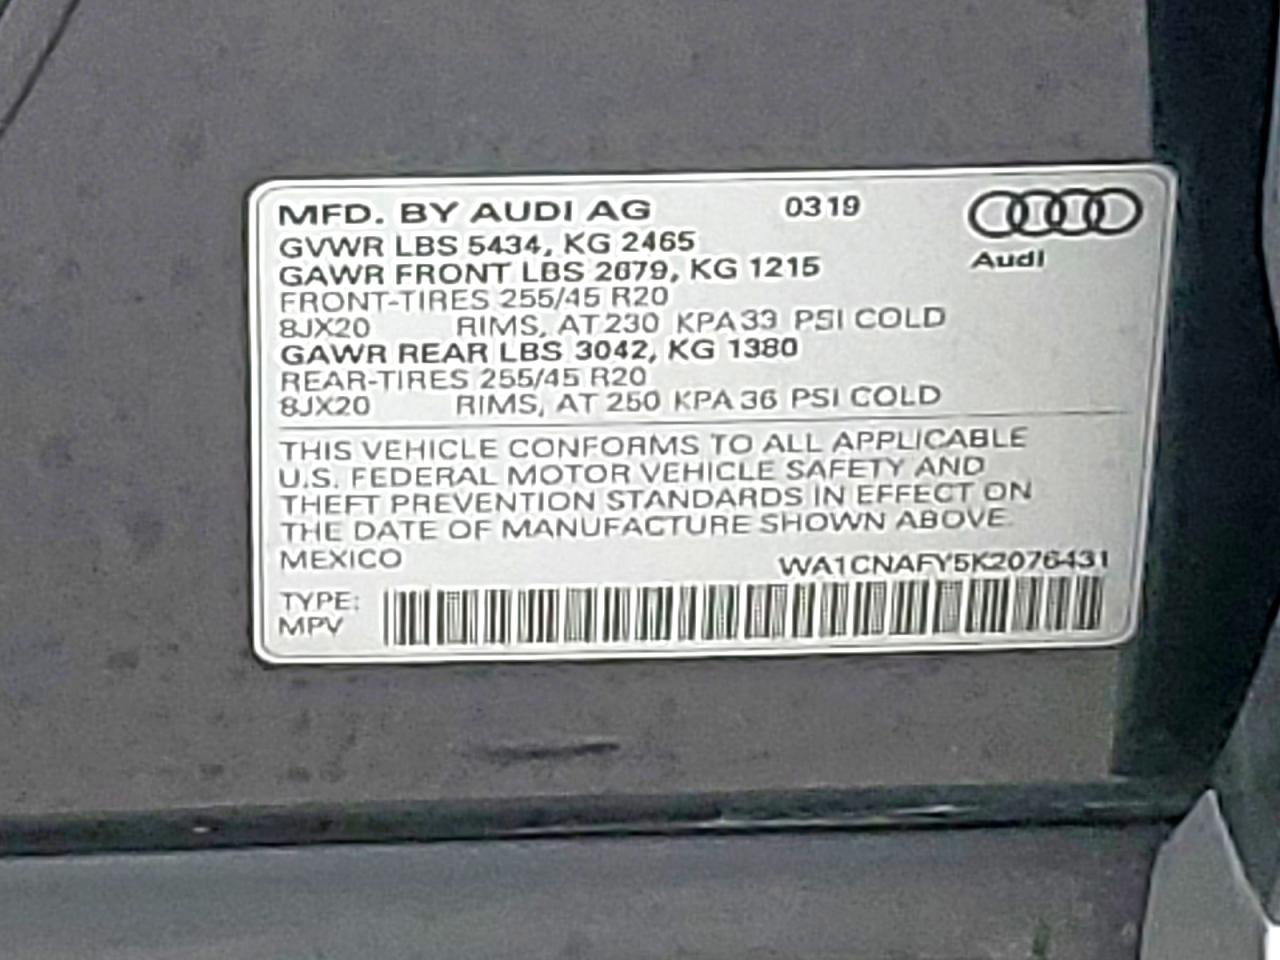 MFD. BY AUDI AG 0319
GVWR LBS 5434, KG 2465
GAWR FRONT LBS 2679, KG 1215
Audi
FRONT-TIRES 255/45 R20
8JX20 RIMS, AT 230 KPA 33 PSI COLD
GAWR REAR LBS 3042, KG 1380
REAR-TIRES 255/45 R20
8JX20 RIMS, AT 250 KPA 36 PSI COLD
THIS VEHICLE CONFORMS TO ALL APPLICABLE
U.S. FEDERAL MOTOR VEHICLE SAFETY AND
THEFT PREVENTION STANDARDS IN EFFECT ON
THE DATE OF MANUFACTURE SHOWN ABOVE.
MEXICO WA1CNAFY5K2076431
TYPE:
MPV